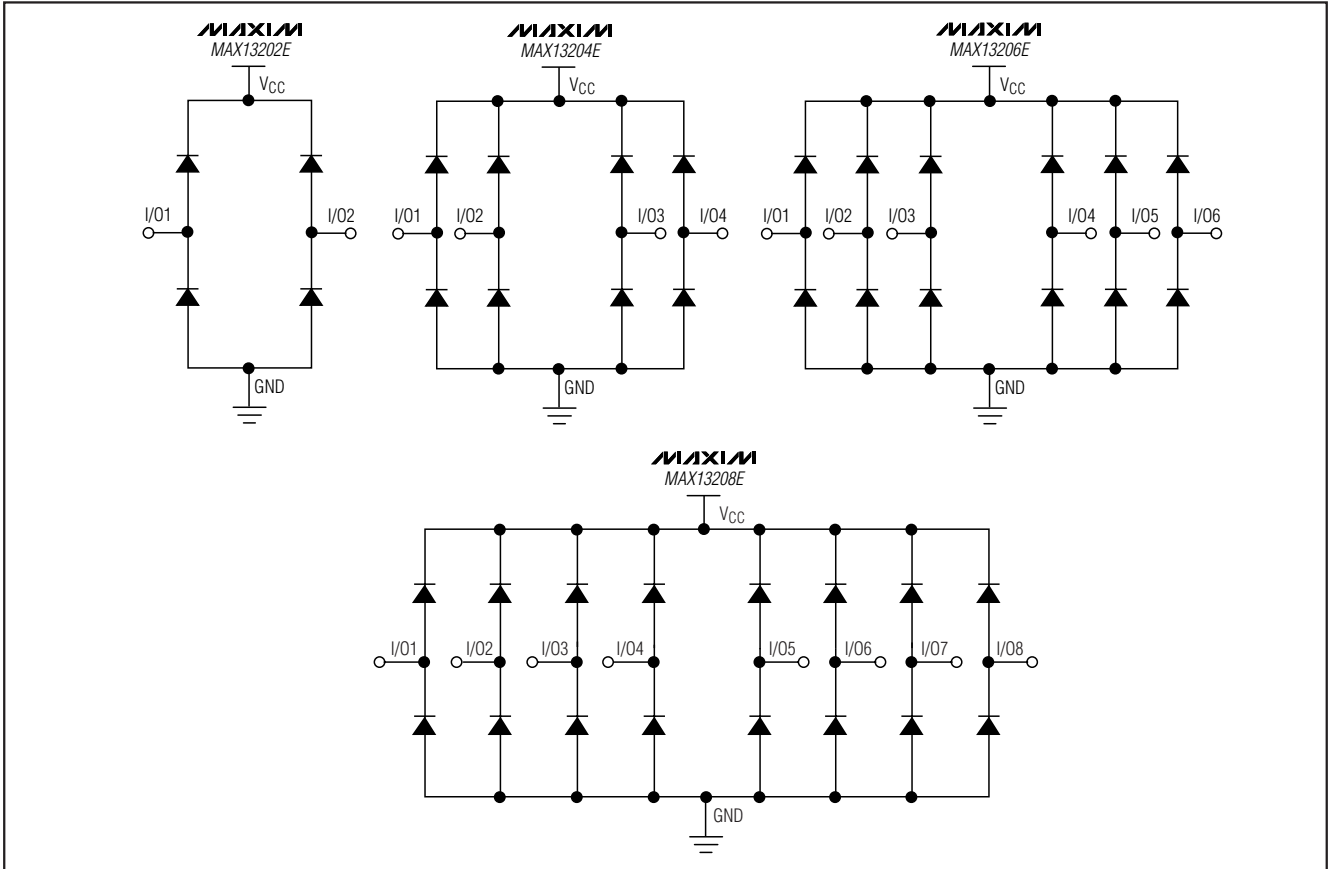 MAXIM MAXIM MAXIM
MAX13202E MAX13204E MAX13206E
VCC VCC VCC
I/O1 I/O2 I/O1 I/O2 I/O3 I/O4 I/O1 I/O2 I/O3 I/O4 I/O5 I/O6
GND GND GND
MAXIM
MAX13208E
VCC
I/O1 I/O2 I/O3 I/O4 I/O5 I/O6 I/O7 I/O8
GND